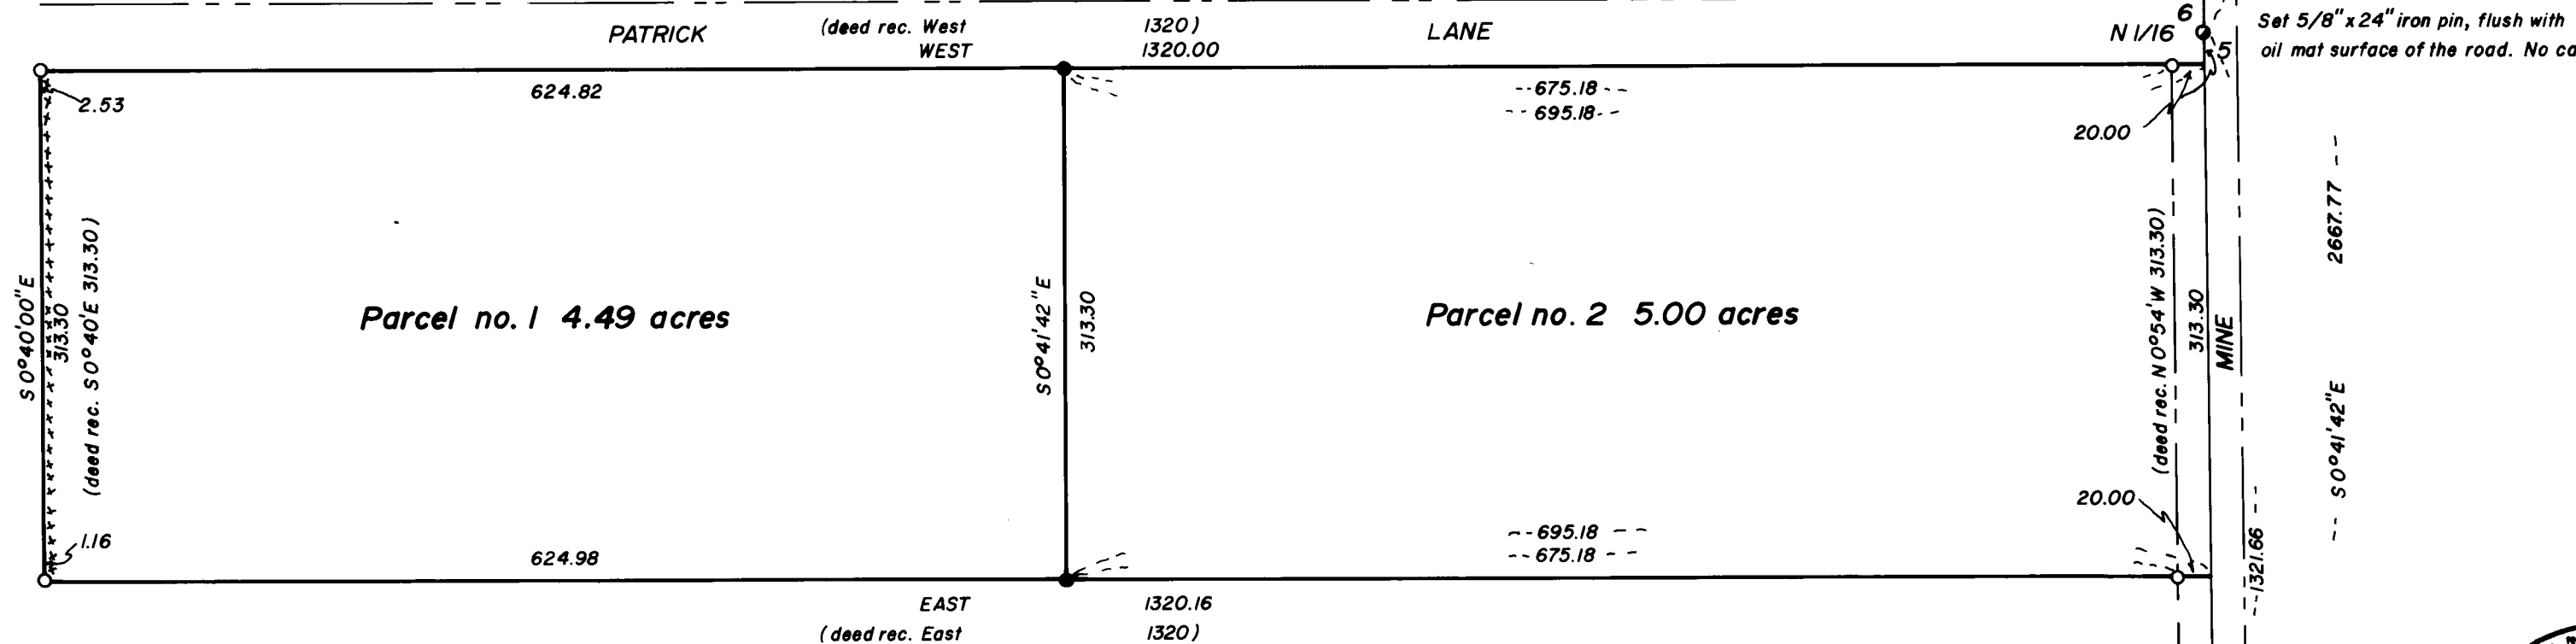 PATRICK
(deed rec. West 1320)
WEST 1320.00
LANE
N 1/16
6
5
Set 5/8" x 24" iron pin, flush with
oil mat surface of the road. No ca
2.53
624.82
--675.18--
--695.18--
20.00
S 0°40'00" E
313.30
(deed rec. S 0°40' E 313.30)
Parcel no. 1 4.49 acres
S 0°41'42" E
313.30
Parcel no. 2 5.00 acres
(deed rec. N 0°54' W 313.30)
313.30
MINE
2667.77
S 0°41'42" E
1.16
624.98
--695.18--
--675.18--
20.00
--1321.66--
EAST 1320.16
(deed rec. East 1320)